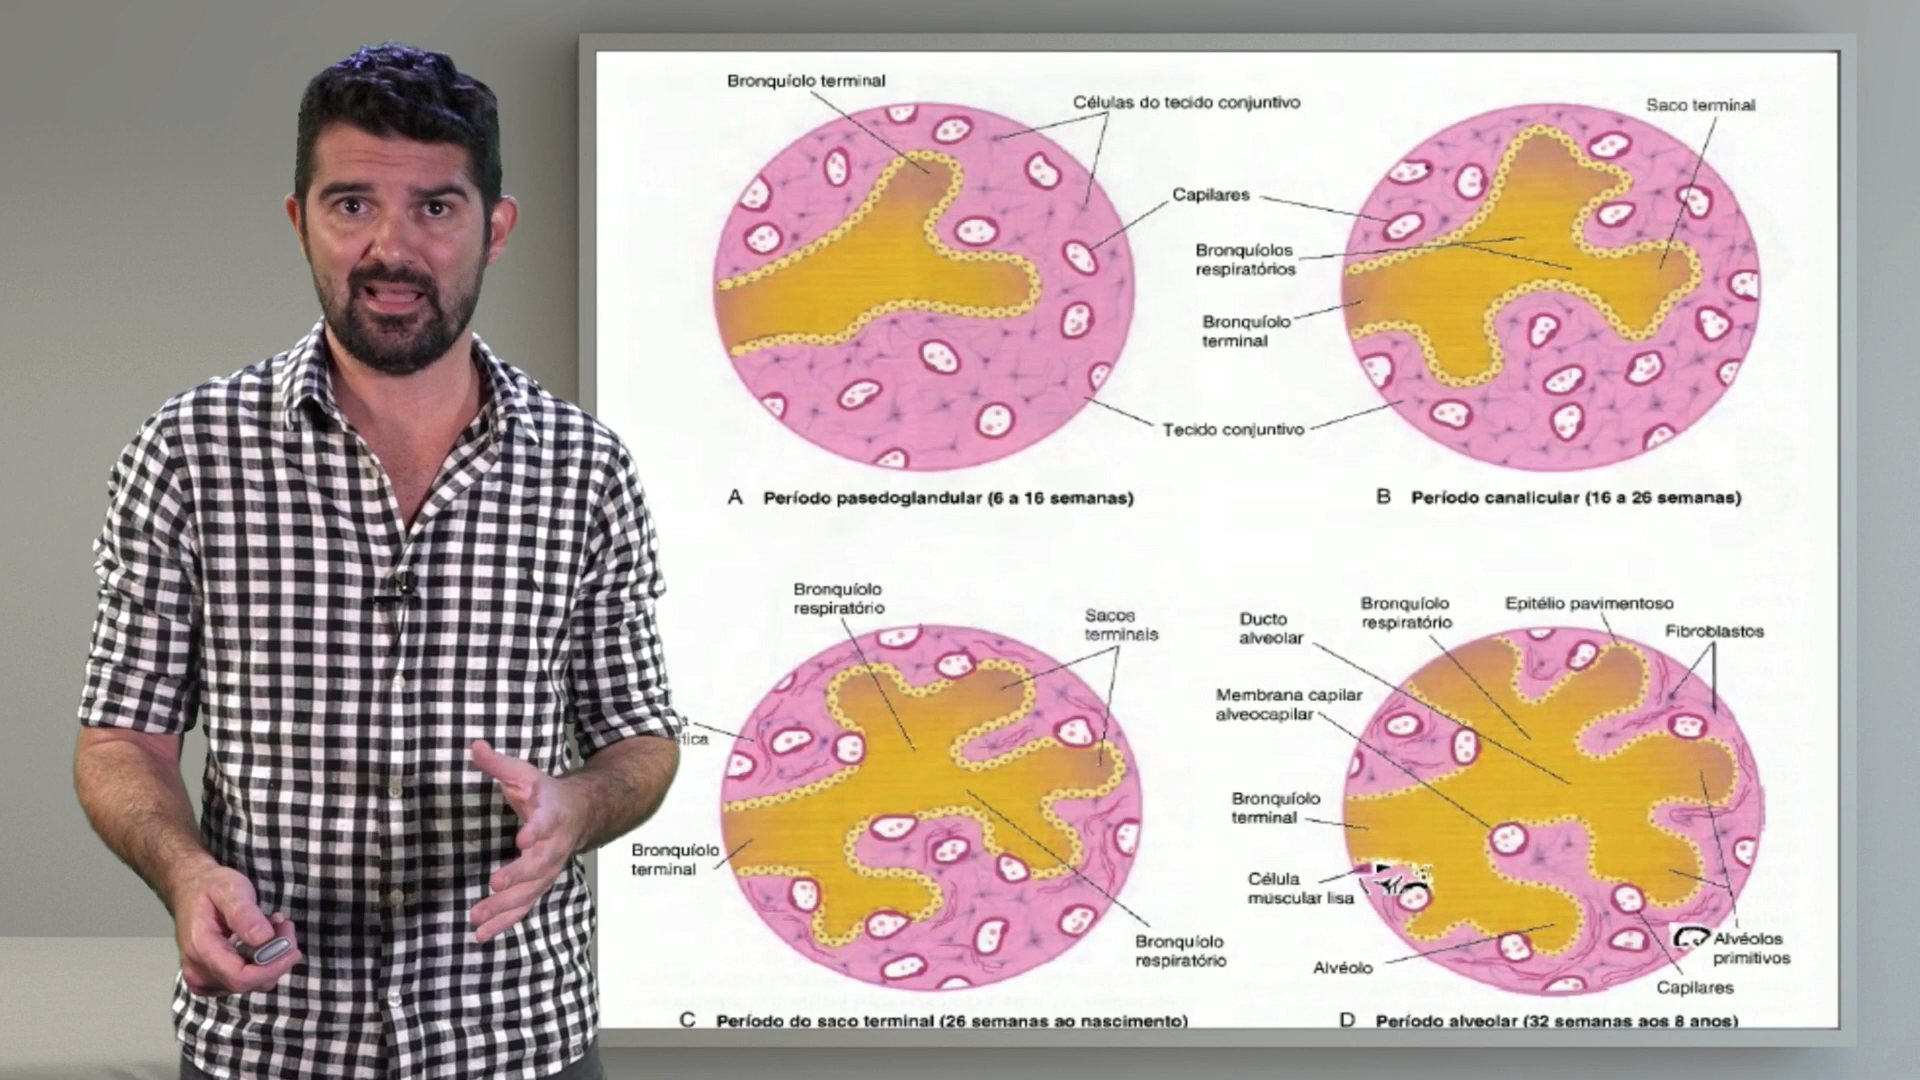 Bronquíolo terminal
Células do tecido conjuntivo
Capilares
Bronquíolos
respiratórios
Bronquíolo
terminal
Tecido conjuntivo
Saco terminal
A Período pasedoglandular (6 a 16 semanas)
B Período canalicular (16 a 26 semanas)
Bronquíolo
respiratório
Sacos
terminais
Bronquíolo
terminal
Bronquíolo
respiratório
C Período do saco terminal (26 semanas ao nascimento)
Ducto
alveolar
Bronquíolo
respiratório
Epitélio pavimentoso
Fibroblastos
Membrana capilar
alveocapilar
Bronquíolo
terminal
Célula
muscular lisa
Alvéolo
Alvéolos
primitivos
Capilares
D Período alveolar (32 semanas aos 8 anos)